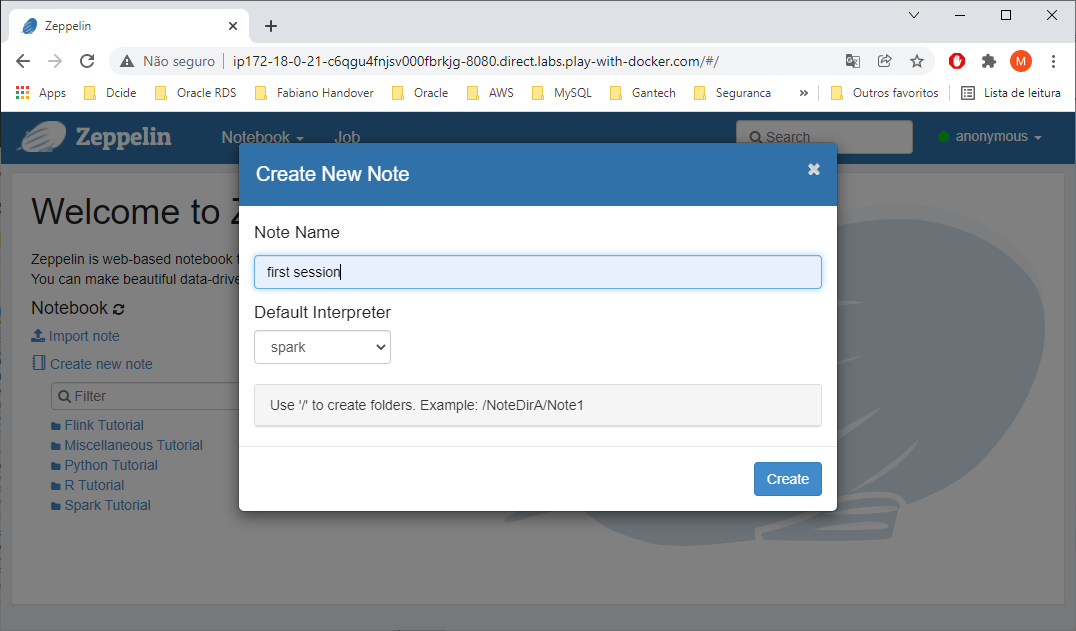 Zeppelin
Não seguro ip172-18-0-21-c6qgu4fnjsv000fbrkjg-8080.direct.labs.play-with-docker.com/#/
M
Apps Dcide Oracle RDS Fabiano Handover Oracle AWS MySQL Gantech Seguranca » Outros favoritos Lista de leitura
Zeppelin Notebook Job Search anonymous
Create New Note
Welcome to Z
Note Name
Zeppelin is web-based notebook t
first session
You can make beautiful data-drive
Notebook
Default Interpreter
Import note
spark
Create new note
Filter
Use '/' to create folders. Example: /NoteDirA/Note1
Flink Tutorial
Miscellaneous Tutorial
Python Tutorial
R Tutorial
Spark Tutorial
Create